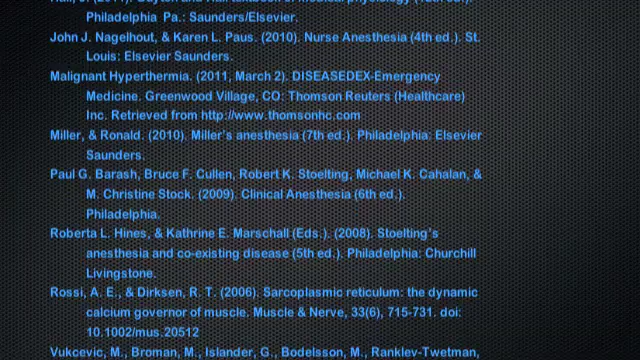 Philadelphia Pa.: Saunders/Elsevier.
John J. Nagelhout, & Karen L. Paus. (2010). Nurse Anesthesia (4th ed.). St.
Louis: Elsevier Saunders.
Malignant Hyperthermia. (2011, March 2). DISEASEDEX-Emergency
Medicine. Greenwood Village, CO: Thomson Reuters (Healthcare)
Inc. Retrieved from http://www.thomsonhc.com
Miller, & Ronald. (2010). Miller's anesthesia (7th ed.). Philadelphia: Elsevier
Saunders.
Paul G. Barash, Bruce F. Cullen, Robert K. Stoelting, Michael K. Cahalan, &
M. Christine Stock. (2009). Clinical Anesthesia (6th ed.).
Philadelphia.
Roberta L. Hines, & Kathrine E. Marschall (Eds.). (2008). Stoelting's
anesthesia and co-existing disease (5th ed.). Philadelphia: Churchill
Livingstone.
Rossi, A. E., & Dirksen, R. T. (2006). Sarcoplasmic reticulum: the dynamic
calcium governor of muscle. Muscle & Nerve, 33(6), 715-731. doi:
10.1002/mus.20512
Vukcevic, M., Broman, M., Islander, G., Bodelsson, M., Ranklev-Twetman,